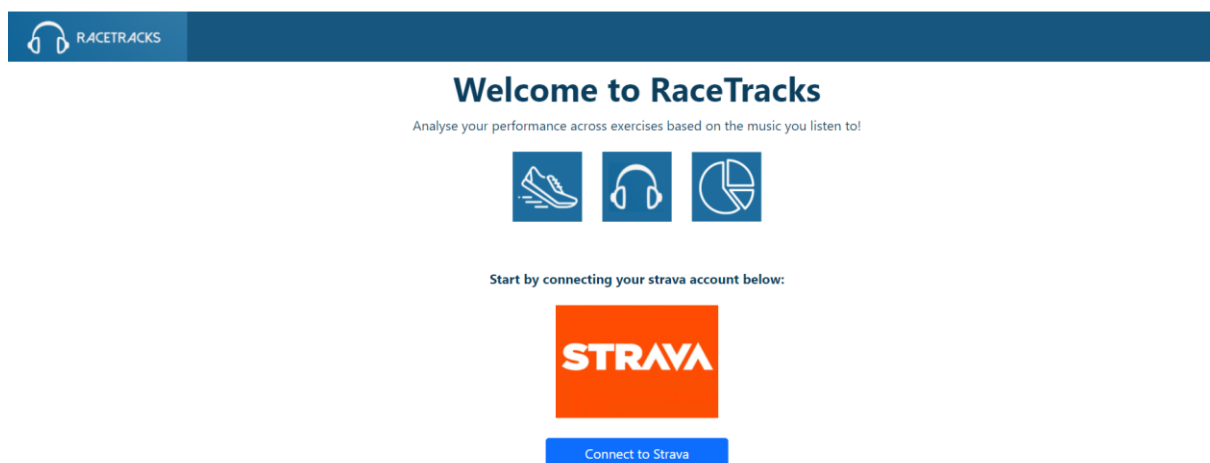 RACETRACKS
Welcome to RaceTracks
Analyse your performance across exercises based on the music you listen to!
Start by connecting your strava account below:
STRAVA
Connect to Strava